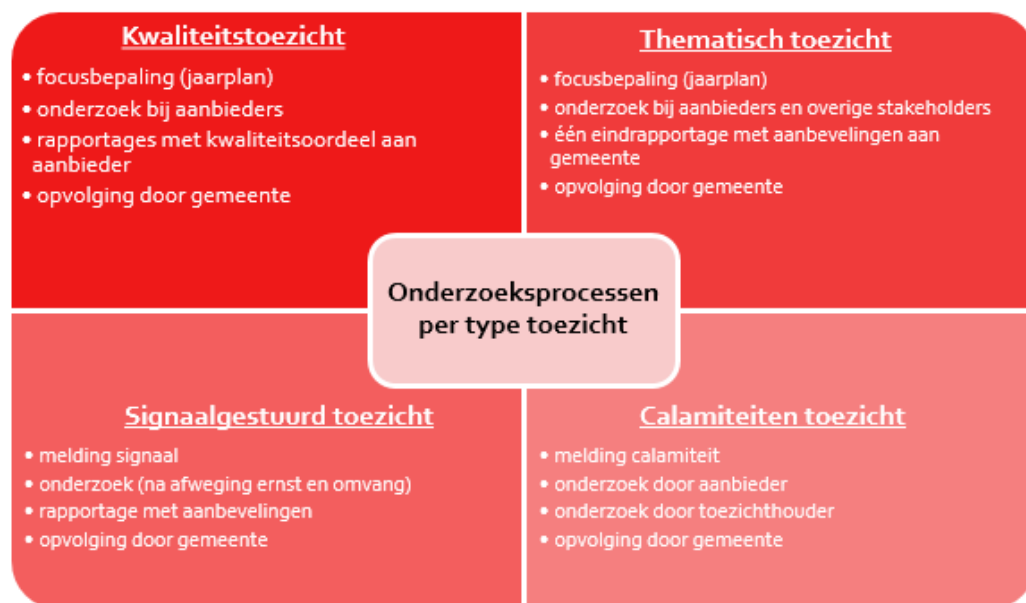 Kwaliteitstoezicht
• focusbepaling (jaarplan)
• onderzoek bij aanbieders
• rapportages met kwaliteitsoordeel aan
aanbieder
• opvolging door gemeente
Thematisch toezicht
• focusbepaling (jaarplan)
• onderzoek bij aanbieders en overige stakeholders
• één eindrapportage met aanbevelingen aan
gemeente
• opvolging door gemeente
Onderzoeksprocessen
per type toezicht
Signaalgestuurd toezicht
• melding signaal
• onderzoek (na afweging ernst en omvang)
• rapportage met aanbevelingen
• opvolging door gemeente
Calamiteiten toezicht
• melding calamiteit
• onderzoek door aanbieder
• onderzoek door toezichthouder
• opvolging door gemeente